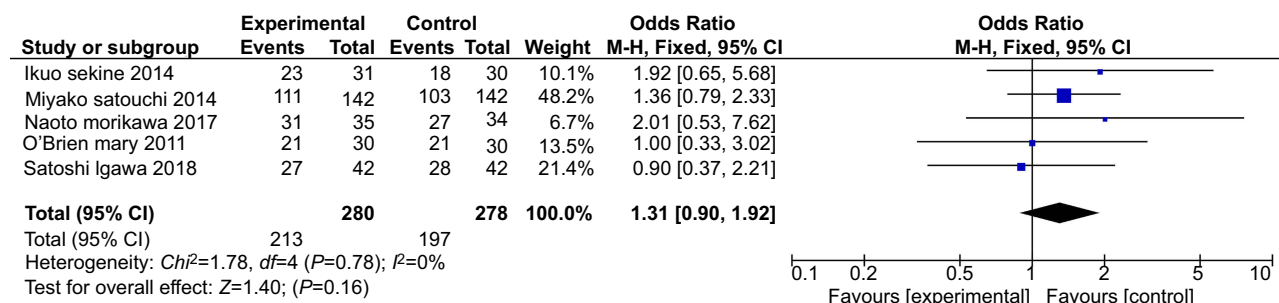 Experimental Control Odds Ratio Odds Ratio
Study or subgroup Events Total Events Total Weight M-H, Fixed, 95% CI M-H, Fixed, 95% CI
Ikuo sekine 2014 23 31 18 30 10.1% 1.92 [0.65, 5.68]
Miyako satouchi 2014 111 142 103 142 48.2% 1.36 [0.79, 2.33]
Naoto morikawa 2017 31 35 27 34 6.7% 2.01 [0.53, 7.62]
O'Brien mary 2011 21 30 21 30 13.5% 1.00 [0.33, 3.02]
Satoshi Igawa 2018 27 42 28 42 21.4% 0.90 [0.37, 2.21]
Total (95% CI) 280 278 100.0% 1.31 [0.90, 1.92]
Total (95% CI) 213 197
Heterogeneity: Chi²=1.78, df=4 (P=0.78); I²=0%
Test for overall effect: Z=1.40; (P=0.16)
0.1 0.2 0.5 1 2 5 10
Favours [experimental] Favours [control]